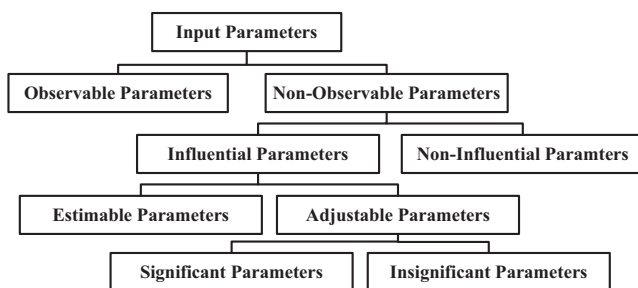 Input Parameters
Observable Parameters
Non-Observable Parameters
Influential Parameters
Non-Influential Paramters
Estimable Parameters
Adjustable Parameters
Significant Parameters
Insignificant Parameters